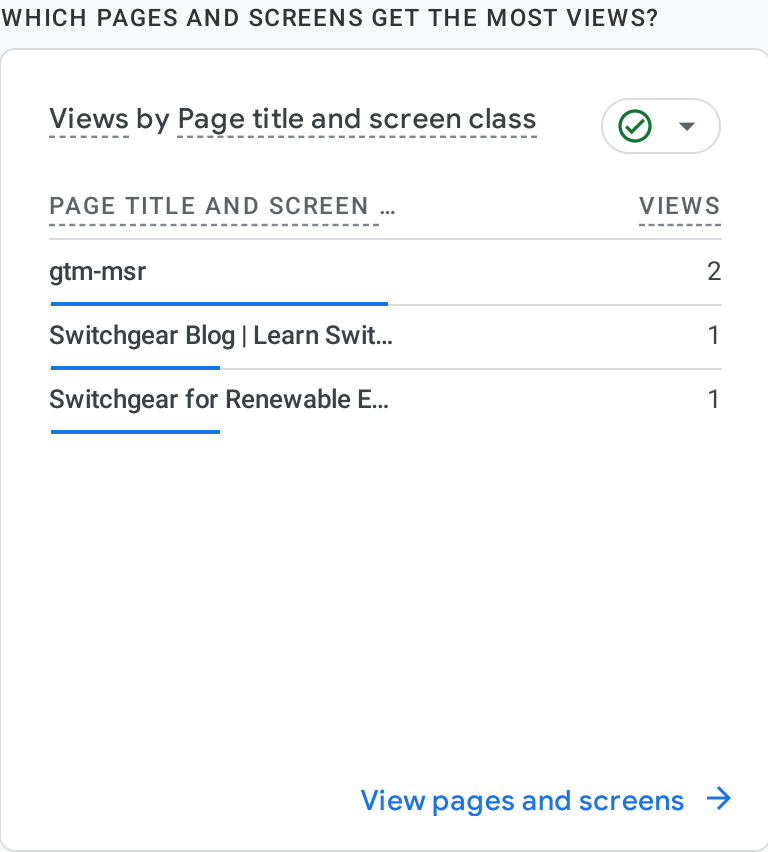 WHICH PAGES AND SCREENS GET THE MOST VIEWS?
Views by Page title and screen class
PAGE TITLE AND SCREEN ... VIEWS
gtm-msr 2
Switchgear Blog | Learn Swit... 1
Switchgear for Renewable E... 1
View pages and screens